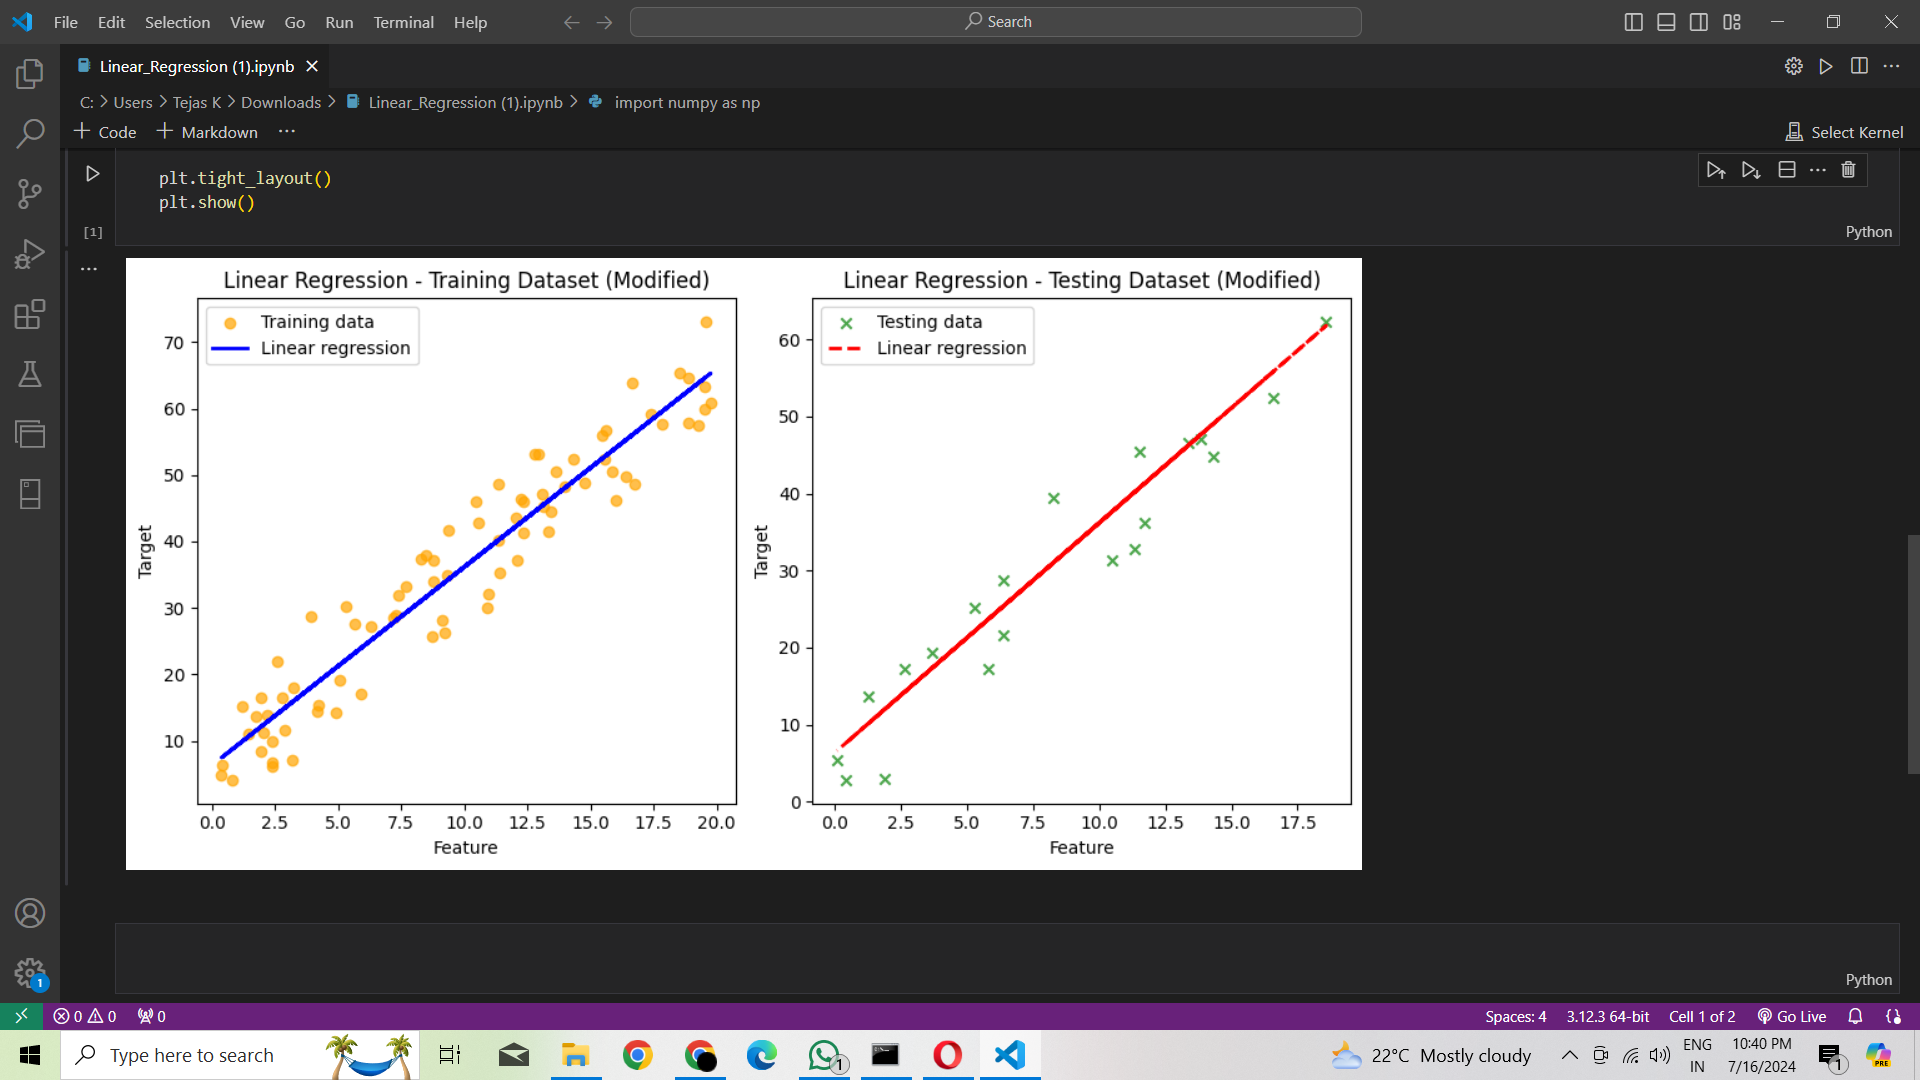 File Edit Selection View Go Run Terminal Help
Search
Linear_Regression (1).ipynb
C: Users Tejas K Downloads Linear_Regression (1).ipynb import numpy as np
Code Markdown ...
Select Kernel
plt.tight_layout()
plt.show()
[1]
Python
Linear Regression - Training Dataset (Modified)
Training data
Linear regression
70
60
50
40
30
20
10
Target
0.0 2.5 5.0 7.5 10.0 12.5 15.0 17.5 20.0
Feature
Linear Regression - Testing Dataset (Modified)
Testing data
Linear regression
60
50
40
30
20
10
0
Target
0.0 2.5 5.0 7.5 10.0 12.5 15.0 17.5
Feature
Python
1
0 0 0
Spaces: 4 3.12.3 64-bit Cell 1 of 2 Go Live
Type here to search
1
22°C Mostly cloudy
ENG
IN
10:40 PM
7/16/2024
1
PRE